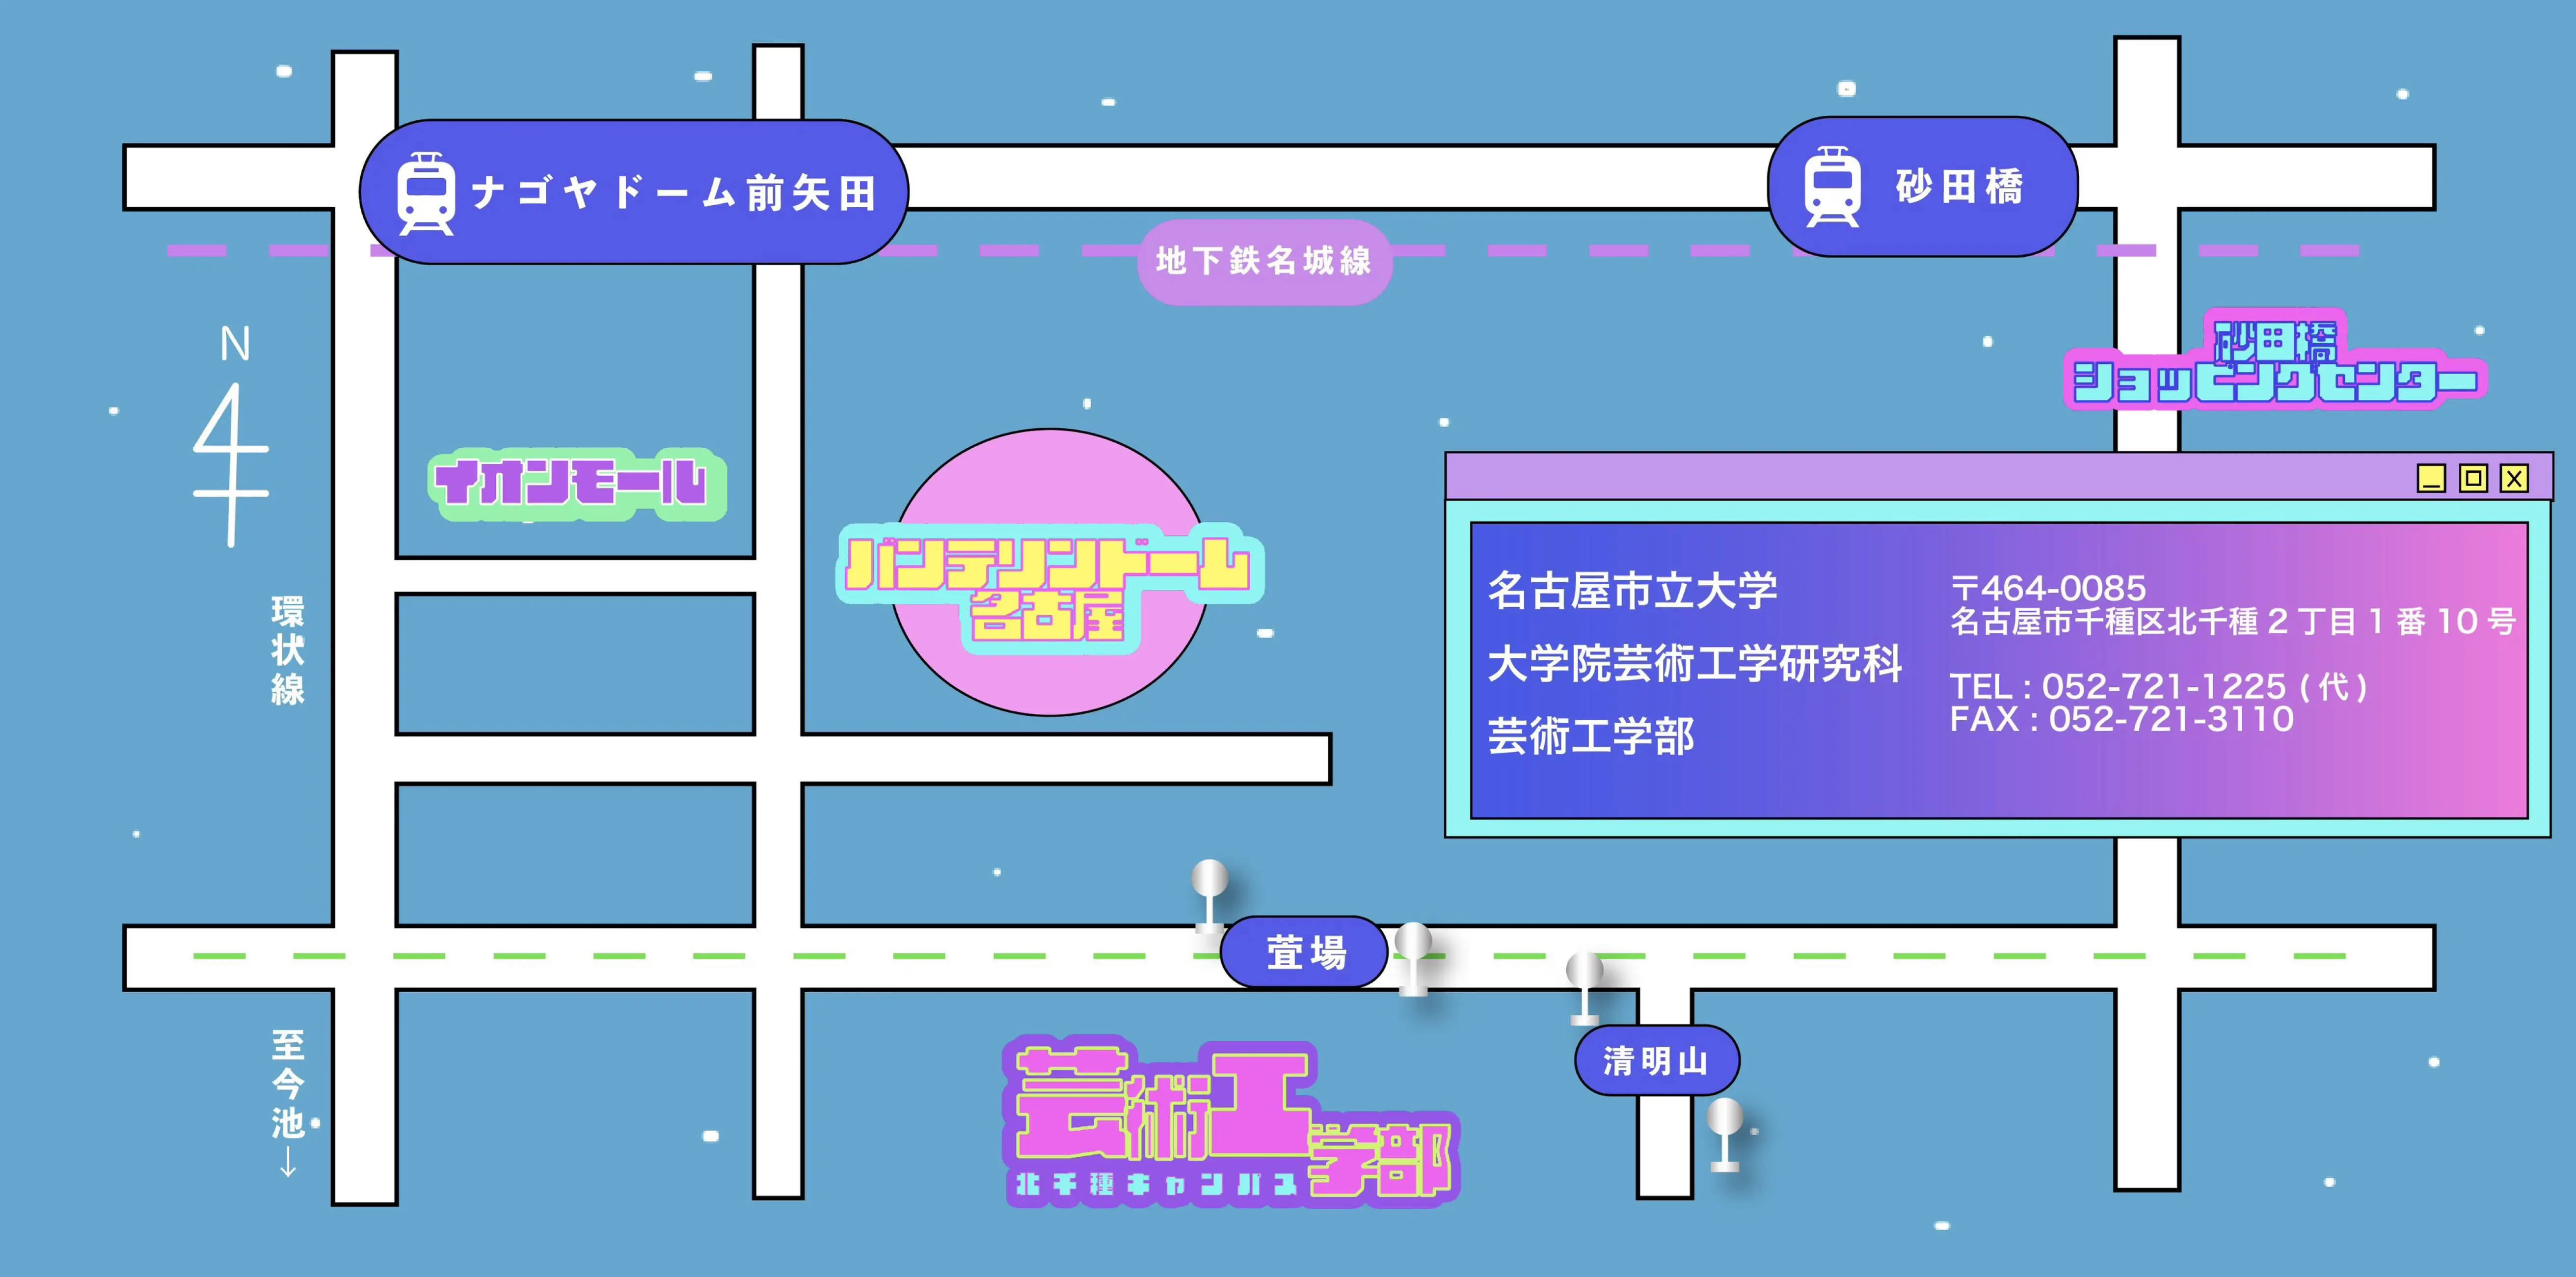 ナゴヤドーム前矢田
砂田橋
地下鉄名城線
N
砂田橋
ショッピングセンター
イオンモール
バンテリンドーム
名古屋
環状線
名古屋市立大学
大学院芸術工学研究科
芸術工学部
〒464-0085
名古屋市千種区北千種2丁目1番10号
TEL : 052-721-1225 (代)
FAX : 052-721-3110
萱場
清明山
至今池↓
芸術工学部
北千種キャンパス